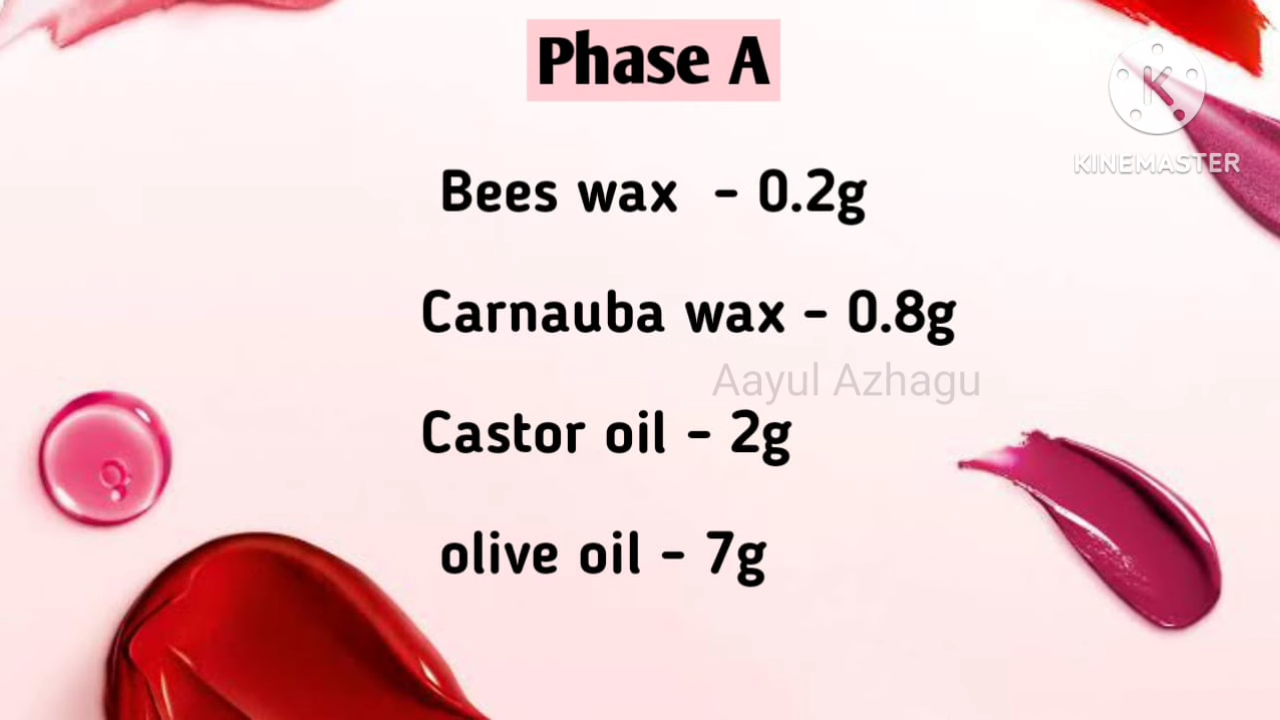 Phase A
KINEMASTER
Bees wax - 0.2g
Carnauba wax - 0.8g
Aayul Azhagu
Castor oil - 2g
olive oil - 7g